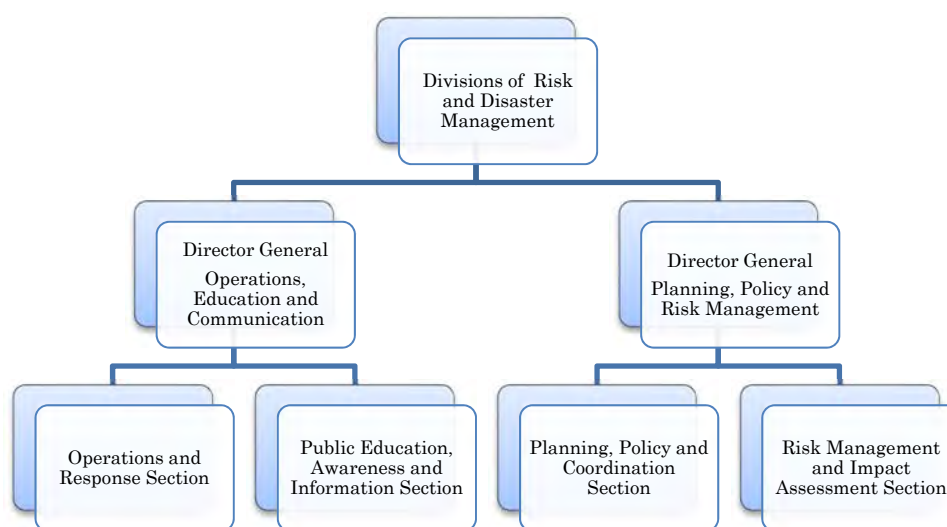 Divisions of Risk
and Disaster
Management
Director General
Operations,
Education and
Communication
Director General
Planning, Policy and
Risk Management
Operations and
Response Section
Public Education,
Awareness and
Information Section
Planning, Policy and
Coordination
Section
Risk Management
and Impact
Assessment Section